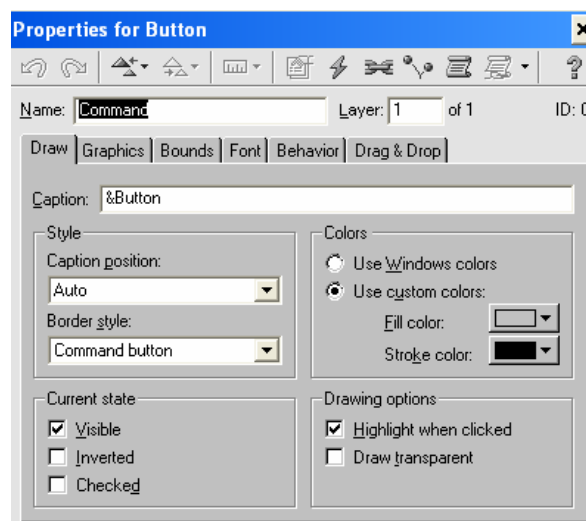 Properties for Button
Name: Command Layer: 1 of 1 ID: 0
Draw Graphics Bounds Font Behavior Drag & Drop
Caption: &Button
Style
Caption position:
Auto
Border style:
Command button
Colors
Use Windows colors
Use custom colors:
Fill color:
Stroke color:
Current state
Visible
Inverted
Checked
Drawing options
Highlight when clicked
Draw transparent